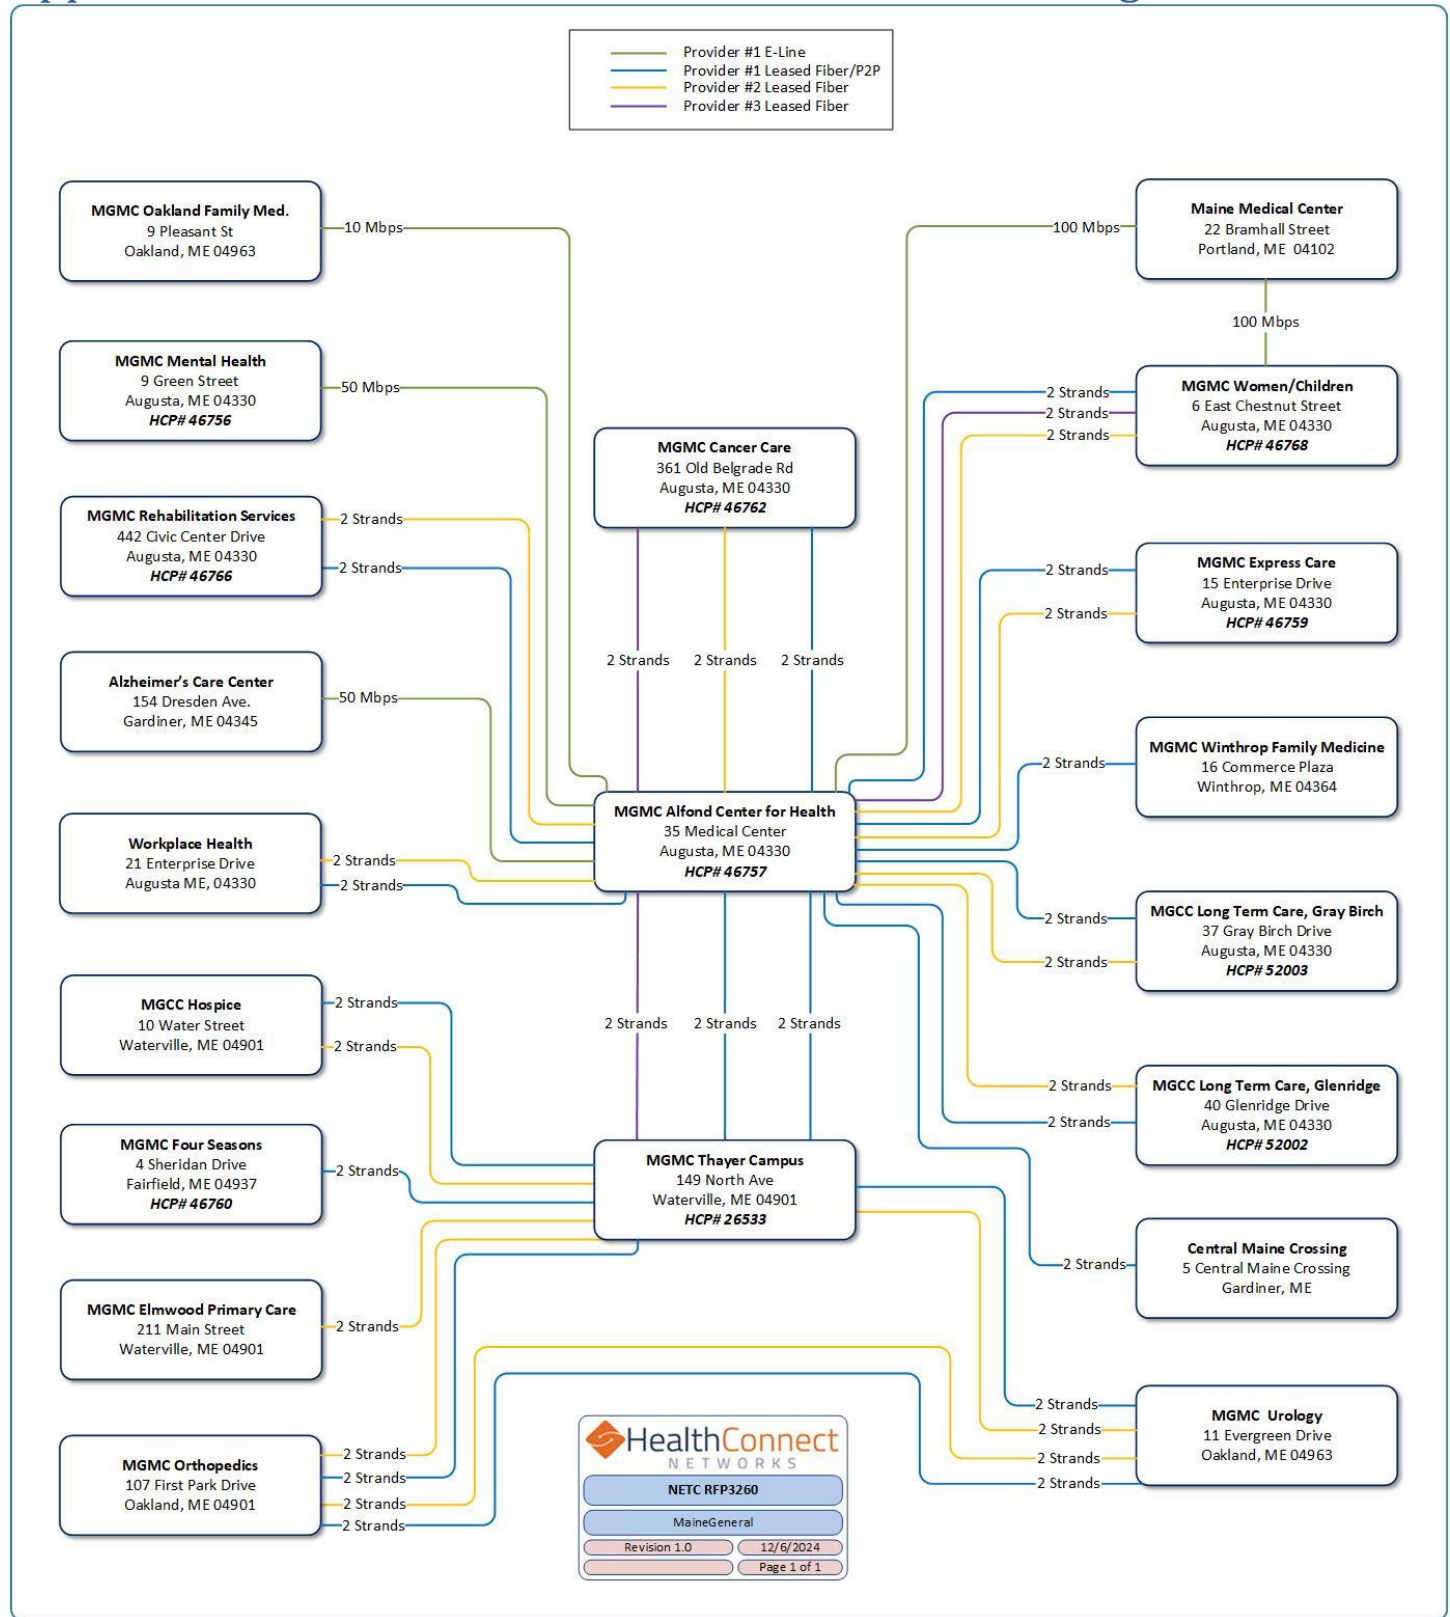 Provider #1 E-Line
Provider #1 Leased Fiber/P2P
Provider #2 Leased Fiber
Provider #3 Leased Fiber
MGMC Oakland Family Med.
9 Pleasant St
Oakland, ME 04963
10 Mbps
100 Mbps
Maine Medical Center
22 Bramhall Street
Portland, ME 04102
100 Mbps
MGMC Mental Health
9 Green Street
Augusta, ME 04330
HCP# 46756
50 Mbps
2 Strands
2 Strands
2 Strands
MGMC Women/Children
6 East Chestnut Street
Augusta, ME 04330
HCP# 46768
MGMC Cancer Care
361 Old Belgrade Rd
Augusta, ME 04330
HCP# 46762
MGMC Rehabilitation Services
442 Civic Center Drive
Augusta, ME 04330
HCP# 46766
2 Strands
2 Strands
2 Strands
2 Strands
MGMC Express Care
15 Enterprise Drive
Augusta, ME 04330
HCP# 46759
2 Strands
2 Strands
2 Strands
Alzheimer's Care Center
154 Dresden Ave.
Gardiner, ME 04345
50 Mbps
2 Strands
MGMC Winthrop Family Medicine
16 Commerce Plaza
Winthrop, ME 04364
MGMC Alfond Center for Health
35 Medical Center
Augusta, ME 04330
HCP# 46757
Workplace Health
21 Enterprise Drive
Augusta ME, 04330
2 Strands
2 Strands
2 Strands
2 Strands
MGCC Long Term Care, Gray Birch
37 Gray Birch Drive
Augusta, ME 04330
HCP# 52003
MGCC Hospice
10 Water Street
Waterville, ME 04901
2 Strands
2 Strands
2 Strands
2 Strands
2 Strands
2 Strands
2 Strands
MGCC Long Term Care, Glenridge
40 Glenridge Drive
Augusta, ME 04330
HCP# 52002
MGMC Four Seasons
4 Sheridan Drive
Fairfield, ME 04937
HCP# 46760
2 Strands
MGMC Thayer Campus
149 North Ave
Waterville, ME 04901
HCP# 26533
2 Strands
Central Maine Crossing
5 Central Maine Crossing
Gardiner, ME
MGMC Elmwood Primary Care
211 Main Street
Waterville, ME 04901
2 Strands
2 Strands
2 Strands
2 Strands
2 Strands
MGMC Urology
11 Evergreen Drive
Oakland, ME 04963
MGMC Orthopedics
107 First Park Drive
Oakland, ME 04901
2 Strands
2 Strands
2 Strands
2 Strands
HealthConnect
NETWORKS
NETC RFP3260
MaineGeneral
Revision 1.0
12/6/2024
Page 1 of 1